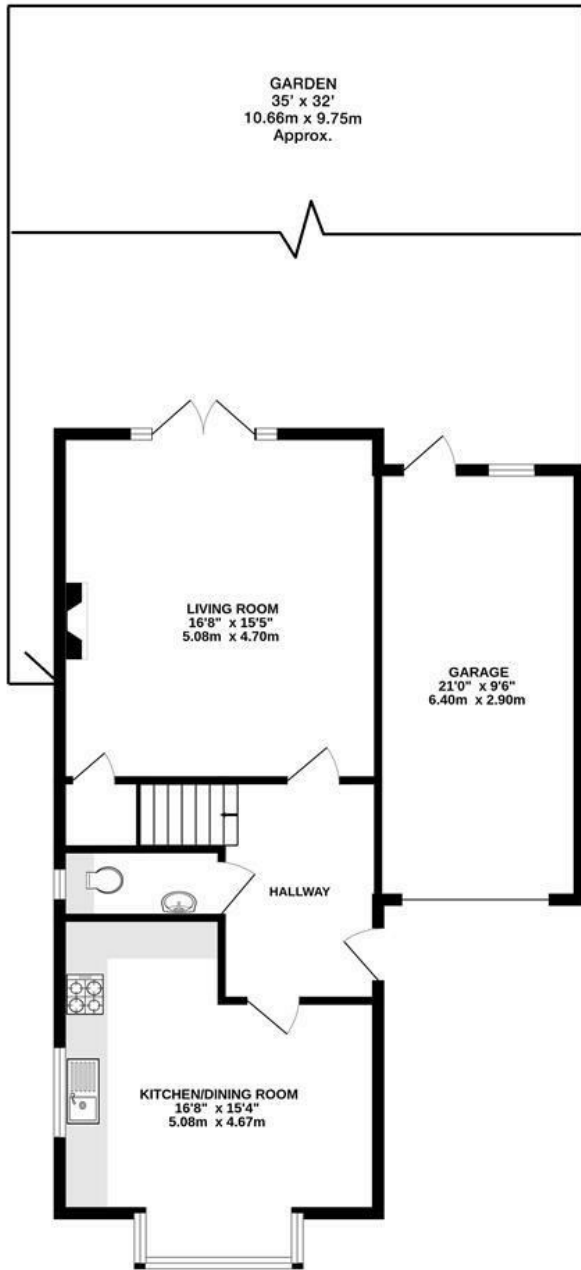 GARDEN
35' x 32'
10.66m x 9.75m
Approx.
LIVING ROOM
16'8" x 15'5"
5.08m x 4.70m
GARAGE
21'0" x 9'6"
6.40m x 2.90m
HALLWAY
KITCHEN/DINING ROOM
16'8" x 15'4"
5.08m x 4.67m